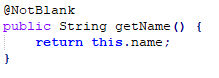 @NotBlank
public String getName() {
    return this.name;
}